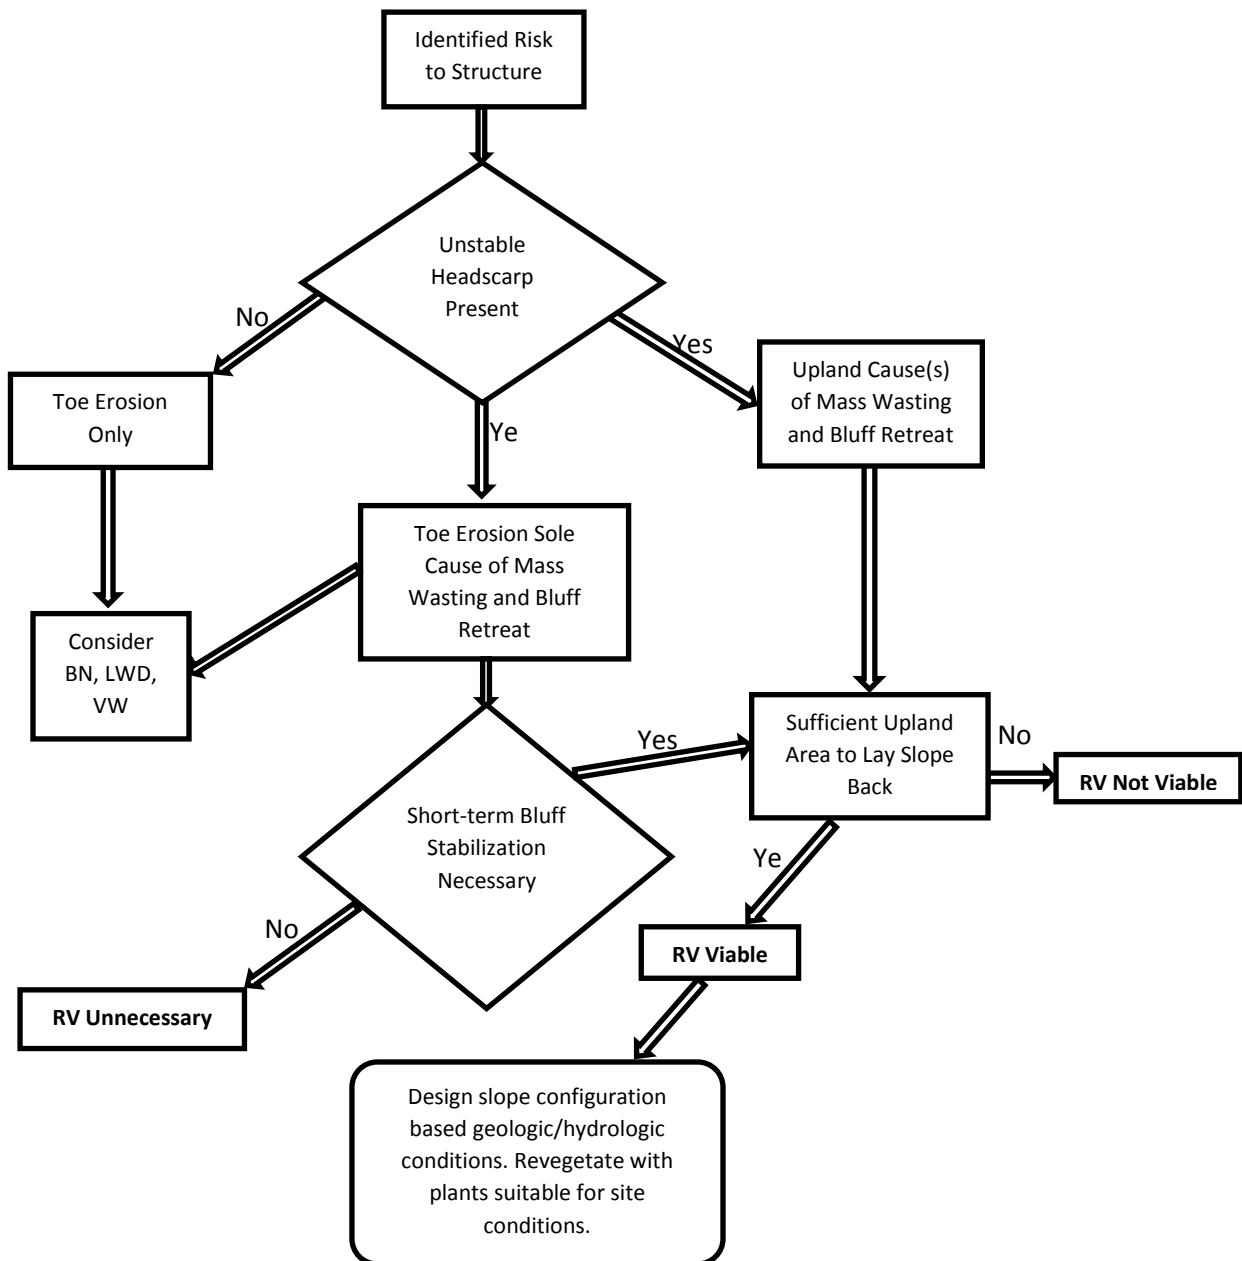 Identified Risk
to Structure
Unstable
Headscarp
Present
No
Yes
Toe Erosion
Only
Upland Cause(s)
of Mass Wasting
and Bluff Retreat
Ye
Toe Erosion Sole
Cause of Mass
Wasting and Bluff
Retreat
Consider
BN, LWD,
VW
Sufficient Upland
Area to Lay Slope
Back
Yes
No
RV Not Viable
Short-term Bluff
Stabilization
Necessary
Ye
No
RV Viable
RV Unnecessary
Design slope configuration
based geologic/hydrologic
conditions. Revegetate with
plants suitable for site
conditions.